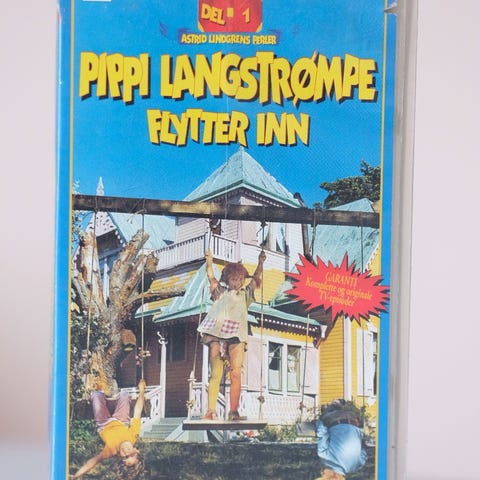 DEL 1
ASTRID LINDGRENS PERLER
PIPPI LANGSTRØMPE
FLYTTER INN
GARANTI
Komplette og originale
TV-episoder